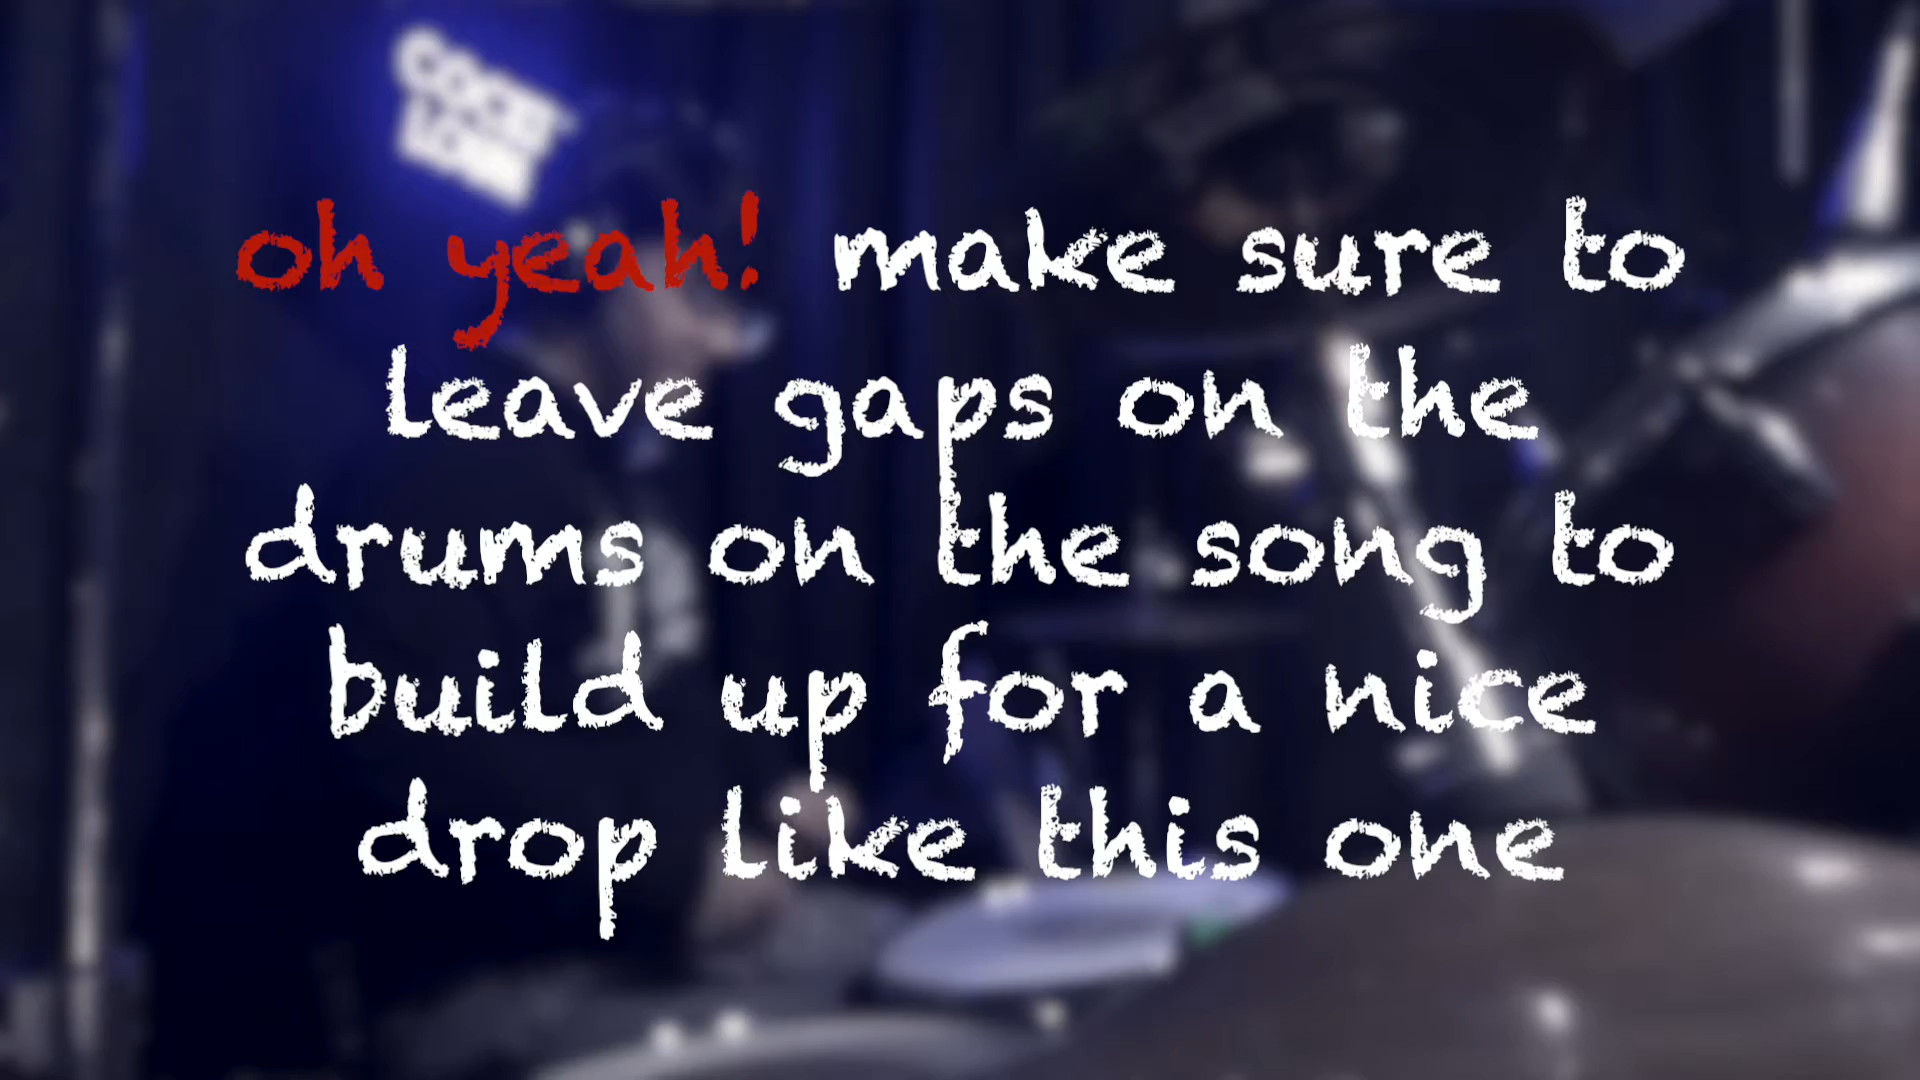 oh yeah! make sure to
leave gaps on the
drums on the song to
build up for a nice
drop like this one